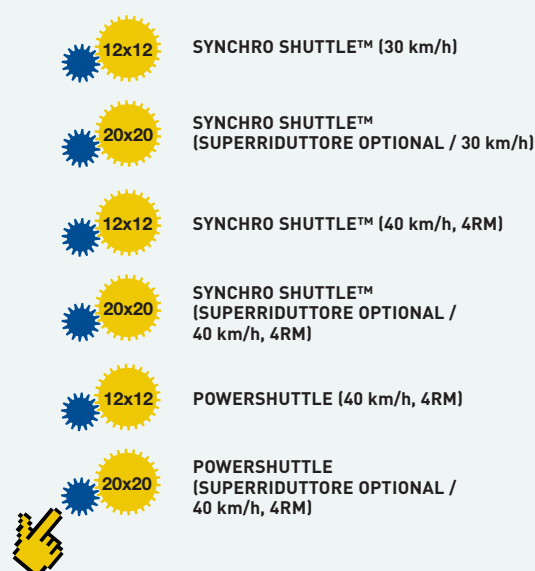 12x12 SYNCHRO SHUTTLE™ (30 km/h)
20x20 SYNCHRO SHUTTLE™
(SUPERRIDUTTORE OPTIONAL / 30 km/h)
12x12 SYNCHRO SHUTTLE™ (40 km/h, 4RM)
20x20 SYNCHRO SHUTTLE™
(SUPERRIDUTTORE OPTIONAL /
40 km/h, 4RM)
12x12 POWERSHUTTLE (40 km/h, 4RM)
20x20 POWERSHUTTLE
(SUPERRIDUTTORE OPTIONAL /
40 km/h, 4RM)